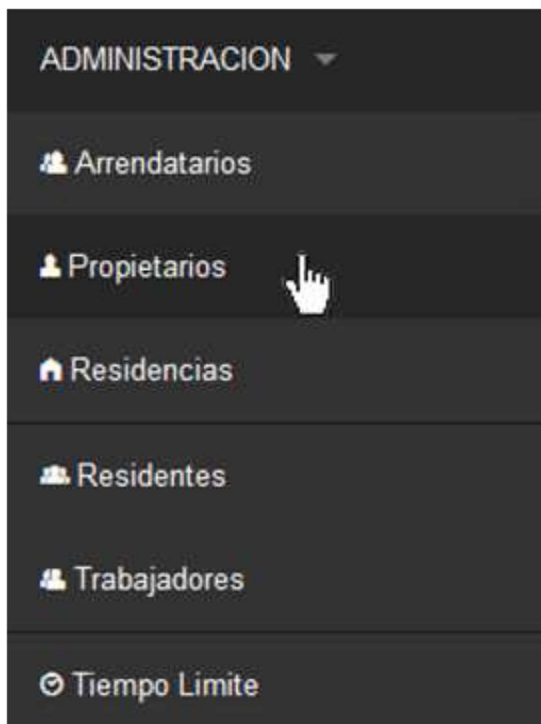 ADMINISTRACION
Arrendatarios
Propietarios
Residencias
Residentes
Trabajadores
Tiempo Limite